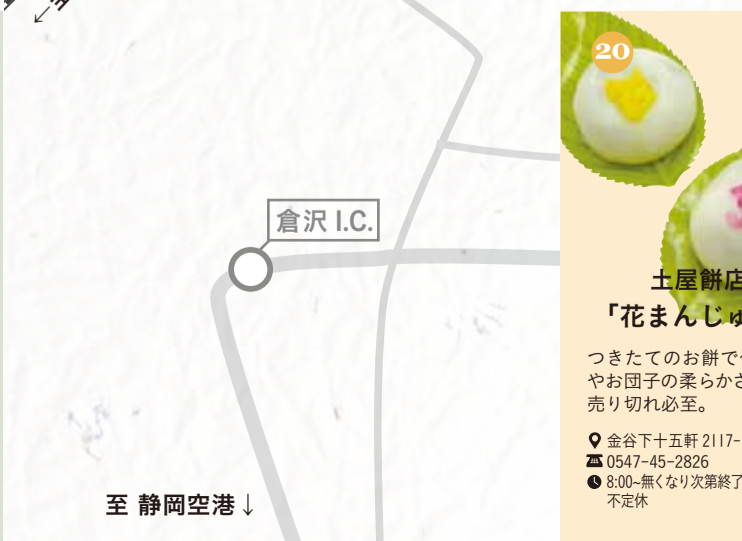 倉沢 I.C.
至 静岡空港↓
20
土屋餅店
「花まんじゅ
つきたてのお餅で
やお団子の柔らかさ
売り切れ必至。
金谷下十五軒 2117-
0547-45-2826
8:00~無くなり次第終了
不定休